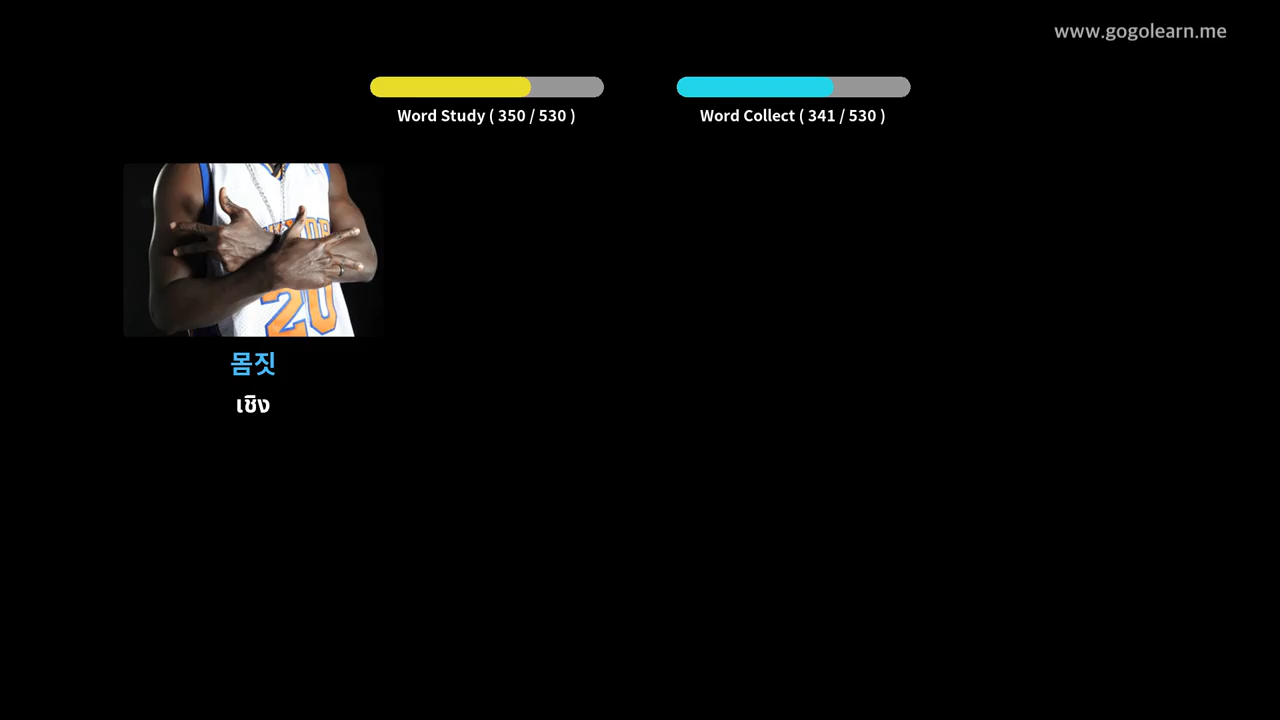 www.gogolearn.me
Word Study ( 350 / 530 )
Word Collect ( 341 / 530 )
20
몸짓
เชิง